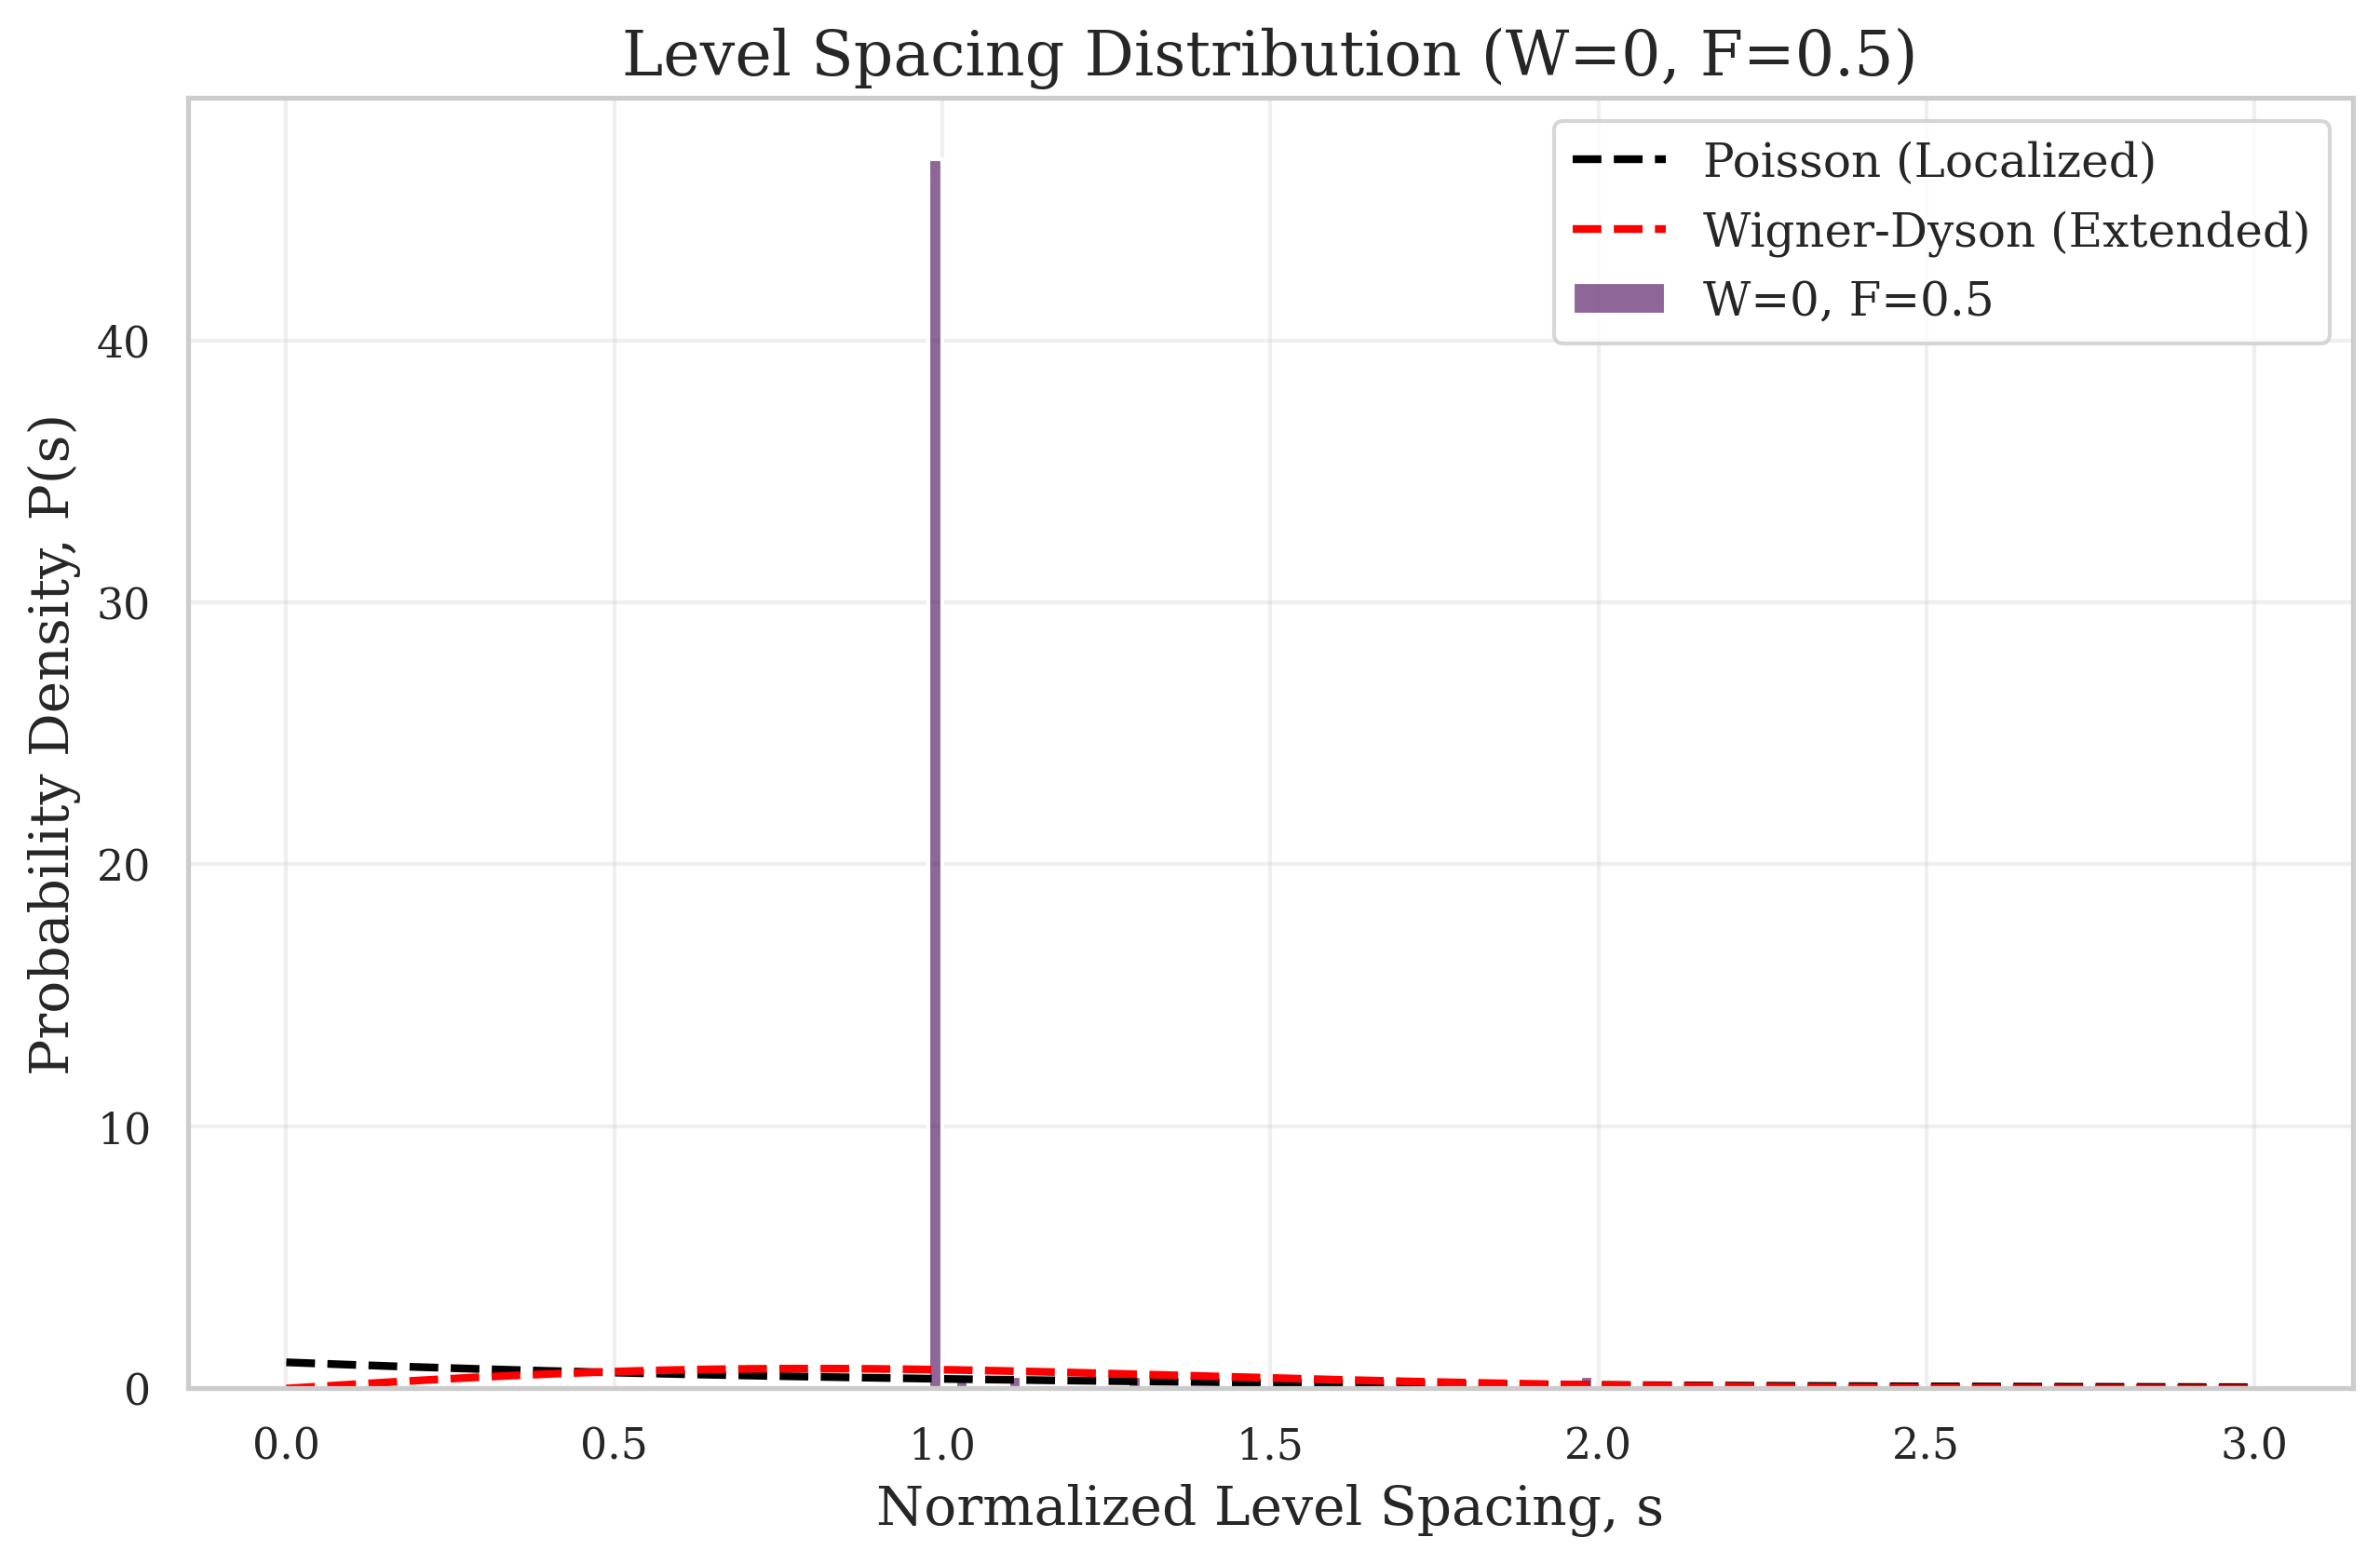 Level Spacing Distribution (W=0, F=0.5)
Poisson (Localized)
Wigner-Dyson (Extended)
W=0, F=0.5
Probability Density, P(s)
40
30
20
10
0
0.0 0.5 1.0 1.5 2.0 2.5 3.0
Normalized Level Spacing, s